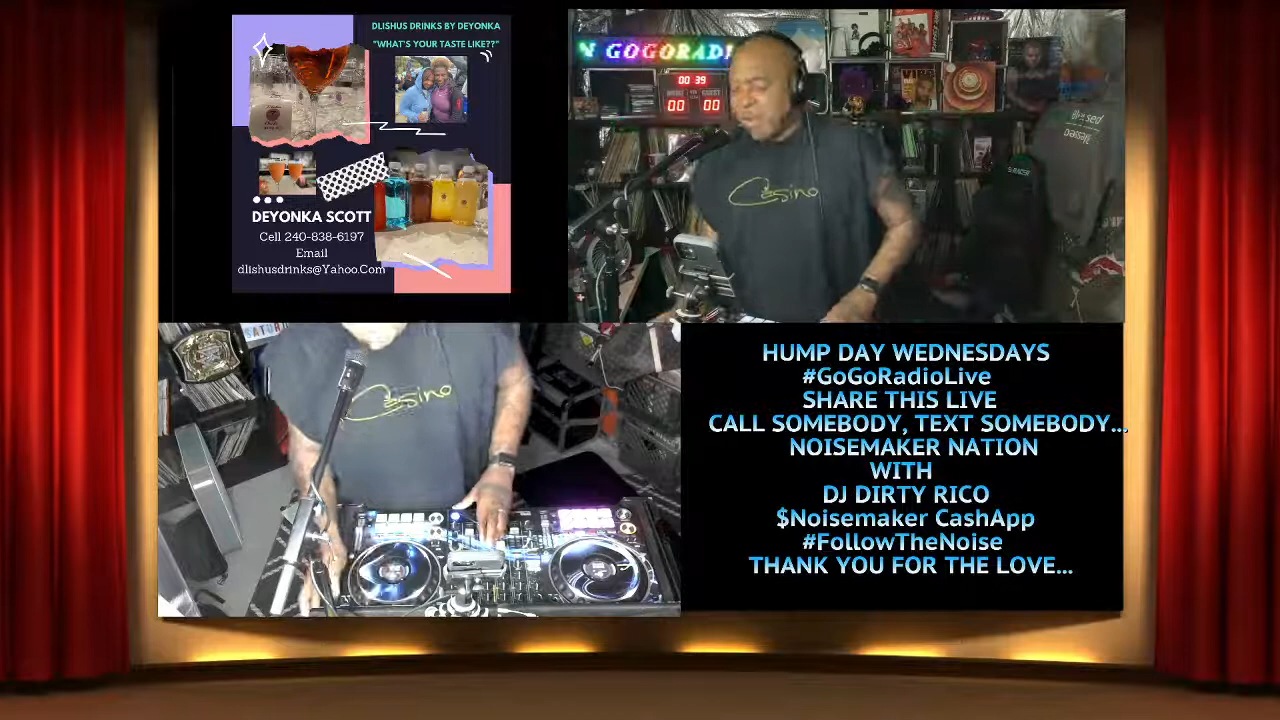 DLISHUS DRINKS BY DEYONKA
"WHAT'S YOUR TASTE LIKE??"
DEYONKA SCOTT
Cell 240-838-6197
Email
dlishusdrinks@Yahoo.Com
N GOGORADI
00 39
00 00
Casino
Casino
HUMP DAY WEDNESDAYS
#GoGoRadioLive
SHARE THIS LIVE
CALL SOMEBODY, TEXT SOMEBODY...
NOISEMAKER NATION
WITH
DJ DIRTY RICO
$Noisemaker CashApp
#FollowTheNoise
THANK YOU FOR THE LOVE...